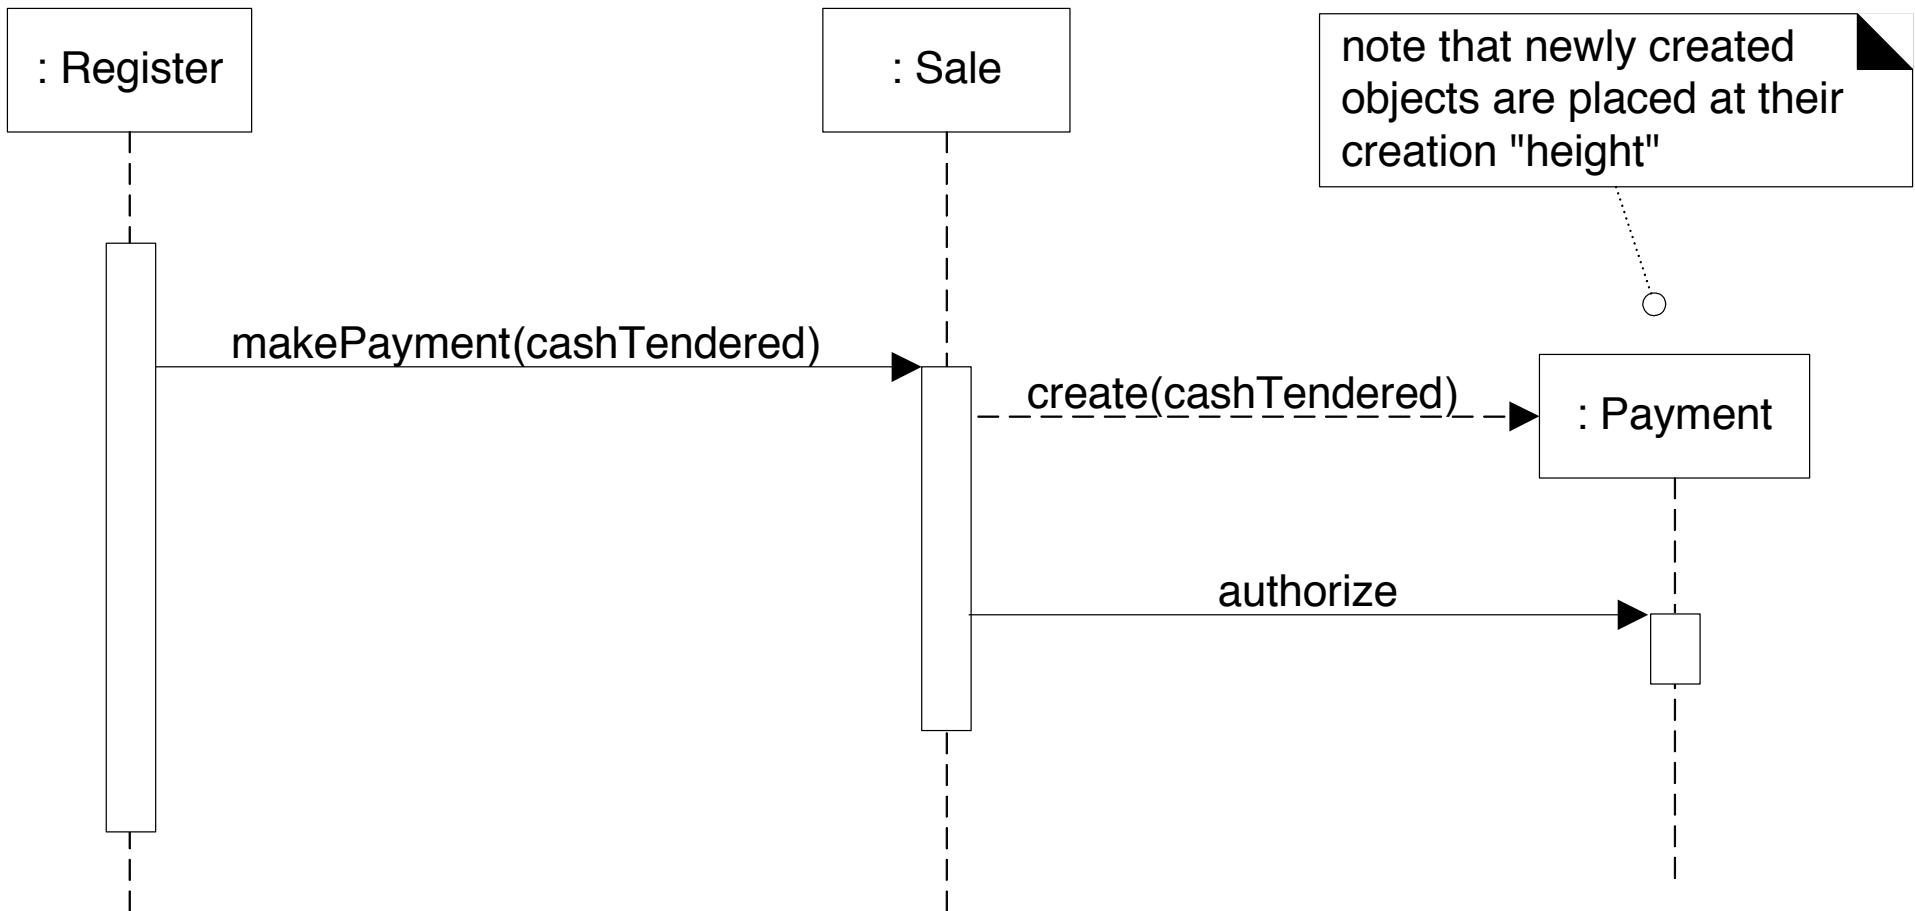 : Register
: Sale
note that newly created
objects are placed at their
creation "height"
makePayment(cashTendered)
create(cashTendered)
: Payment
authorize